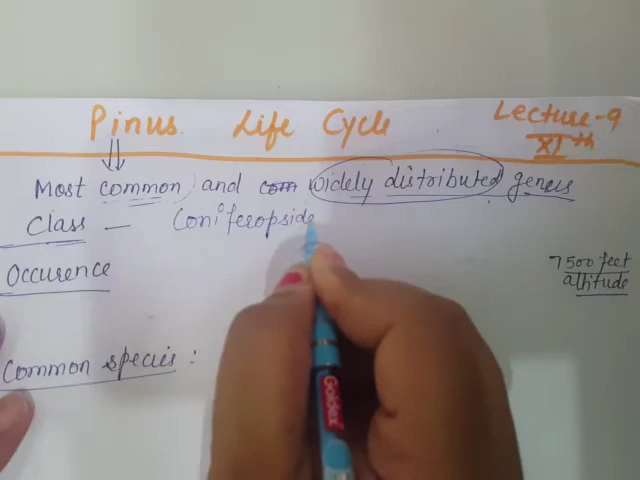 Pinus Life Cycle Lecture-9
XIth
Most common and com widely distributed genus
Class — Coniferopside
Occurence
7500 feet
altitude
Common species :
Goldex